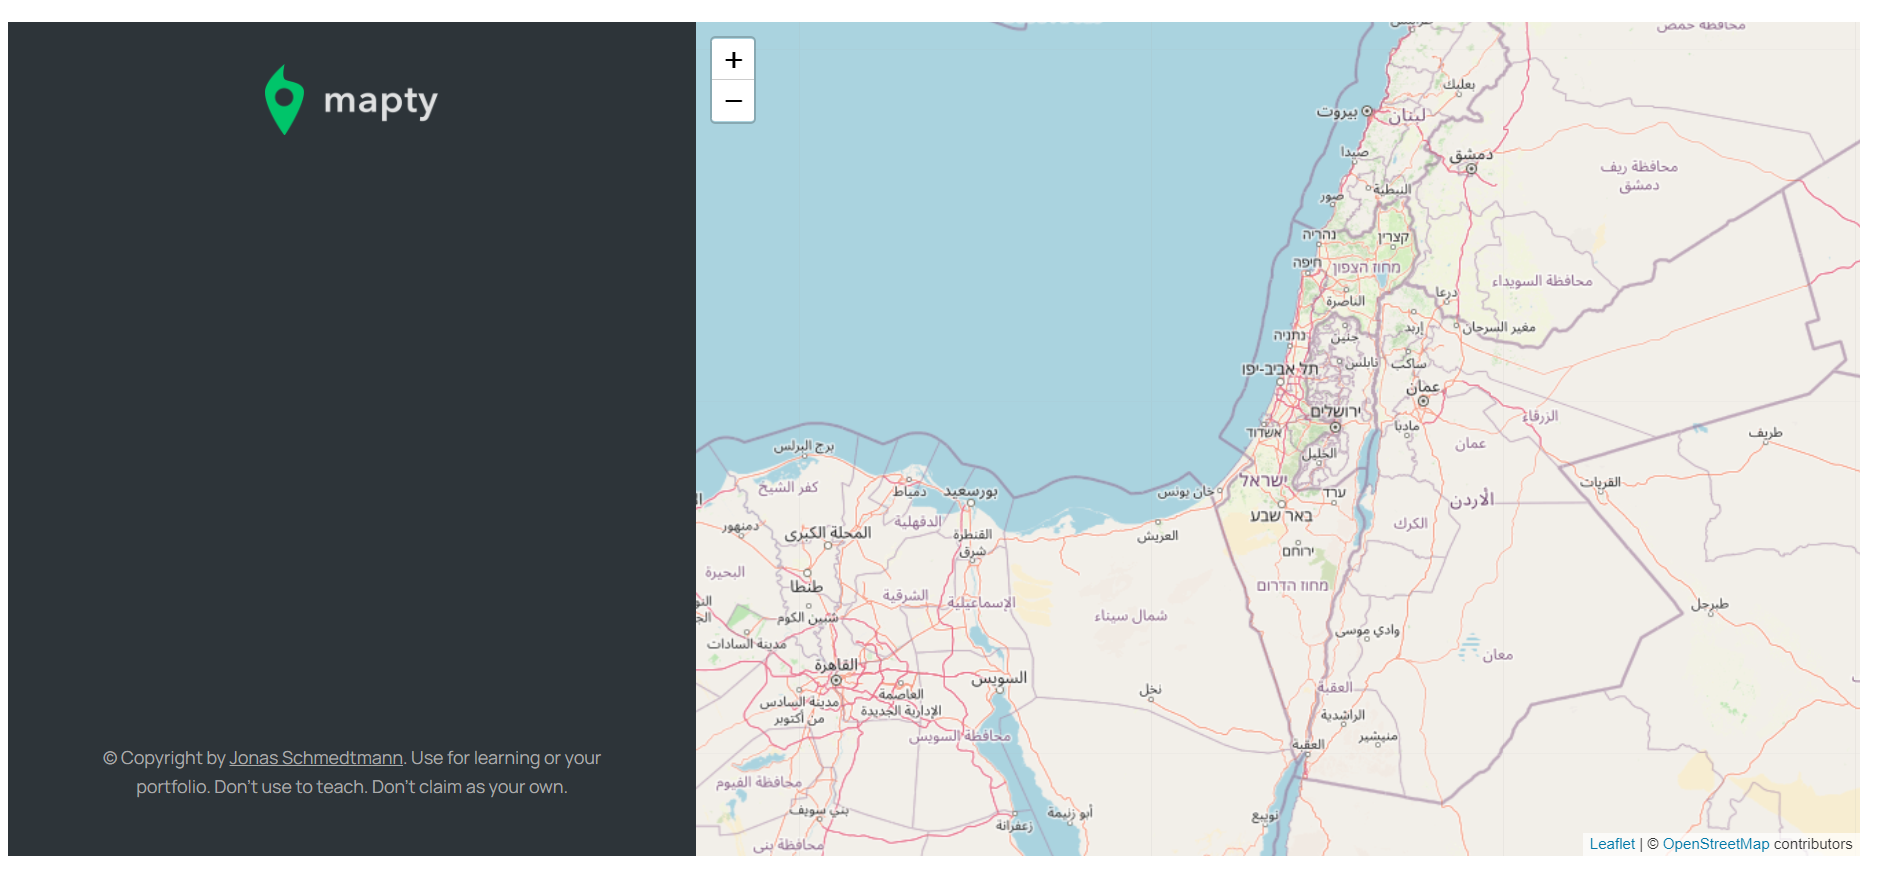 mapty
© Copyright by Jonas Schmedtmann. Use for learning or your
portfolio. Don't use to teach. Don't claim as your own.
+
−
محافظة حمص
بعلبك
بيروت
لبنان
صيدا
دمشق
محافظة ريف
دمشق
النبطية
صور
נהריה
קצרין
חיפה
מחוז הצפון
محافظة السويداء
درعا
الناصرة
נתניה
جنين
إربد
مغير السرحان
תל אביב-יפו
نابلس
ساكب
عمان
ירושלים
الزرقاء
אשדוד
مادبا
عمان
طريف
برج البرلس
الخليل
ישראל
كفر الشيخ
دمياط
بورسعيد
خان يونس
ערד
القريات
الأردن
الدقهلية
באר שבע
الكرك
دمنهور
المحلة الكبرى
القنطرة
شرق
العريش
ירוחם
البحيرة
طنطا
מחוז הדרום
الشرقية
الإسماعيلية
شمال سيناء
طبرجل
شبين الكوم
مدينة السادات
وادي موسى
معان
القاهرة
السويس
نخل
العقبة
مدينة السادس
من أكتوبر
العاصمة
الإدارية الجديدة
الراشدية
محافظة السويس
منيشير
العقبة
محافظة الفيوم
بني سويف
زعفرانة
أبو زنيمة
نويبع
محافظة بني
Leaflet | © OpenStreetMap contributors